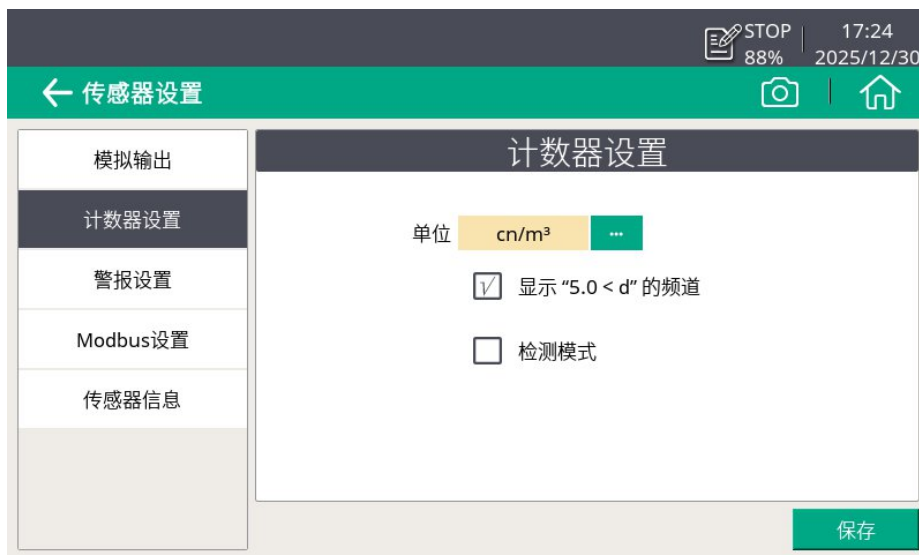 STOP 17:24
88% 2025/12/30
传感器设置
模拟输出
计数器设置
警报设置
Modbus设置
传感器信息
计数器设置
单位 cn/m³ ...
√ 显示 “5.0 < d” 的频道
检测模式
保存